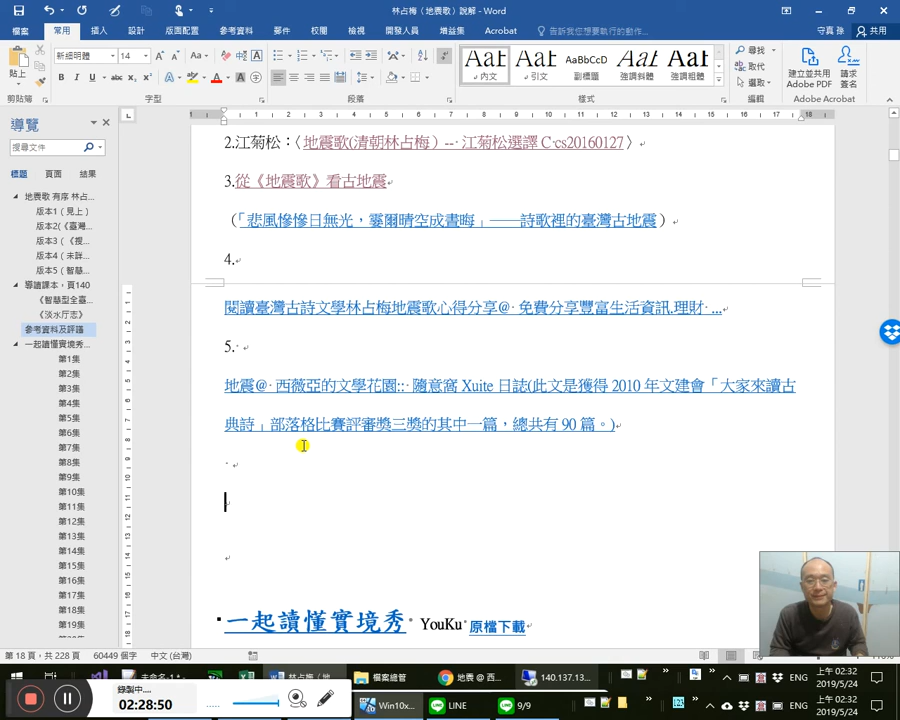 林占梅（地震歌）說解 - Word
檔案 常用 插入 設計 版面配置 參考資料 郵件 校閱 檢視 開發人員 增益集 Acrobat 告訴我您想要執行的動作... 守真 孫 共用
新細明體 14
貼上
AaBl 內文 AaBl 引文 AaBbCcD 副標題 AaBl 強調斜體 AaBl 強調粗體
尋找 取代 選取
建立並共用 Adobe PDF
請求 簽名
剪貼簿 字型 段落 樣式 編輯 Adobe Acrobat
導覽
搜尋文件
標題 頁面 結果
地震歌 有序 林占...
版本1（見上）
版本2(《臺灣...
版本3（《搜...
版本4（未詳...
版本5（智慧...
導讀課本，頁140
《智慧型全臺...
《淡水厅志》
參考資料及評議
一起讀懂實境秀...
第1集
第2集
第3集
第4集
第5集
第6集
第7集
第8集
第9集
第10集
第11集
第12集
第13集
第14集
第15集
第16集
第17集
第18集
第19集
2.江菊松：〈地震歌(清朝林占梅）-- 江菊松選譯 C cs20160127〉
3.從《地震歌》看古地震
（「悲風慘慘日無光，霎爾晴空成晝晦」——詩歌裡的臺灣古地震）
4.
閱讀臺灣古詩文學林占梅地震歌心得分享@ 免費分享豐富生活資訊.理財 ...
5.
地震@ 西薇亞的文學花園:: 隨意窩 Xuite 日誌(此文是獲得 2010 年文建會「大家來讀古
典詩」部落格比賽評審獎三獎的其中一篇，總共有 90 篇。)
一起讀懂實境秀 YouKu 原檔下載
第 18 頁，共 228 頁 60449 個字 中文 (台灣)
未命名 -1 * 林占梅（地... 檔案總管 地震 @ 西... 140.137.13... ENG 上午 02:32 2019/5/24
錄製中....
02:28:50
Win10x... LINE 9/9 ENG 上午 02:32 2019/5/24